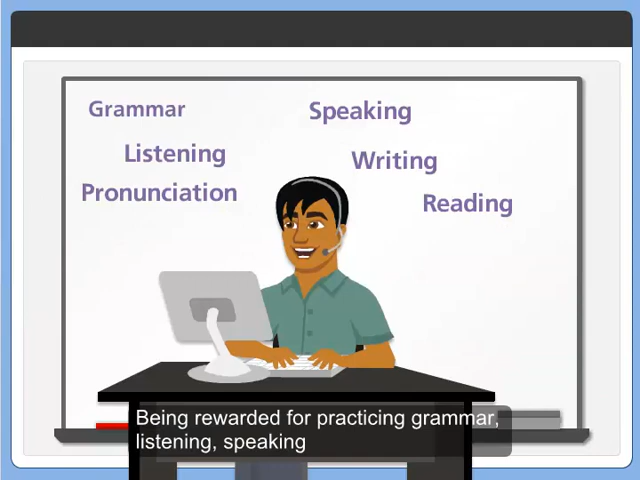 Grammar
Speaking
Listening
Writing
Pronunciation
Reading
Being rewarded for practicing grammar,
listening, speaking